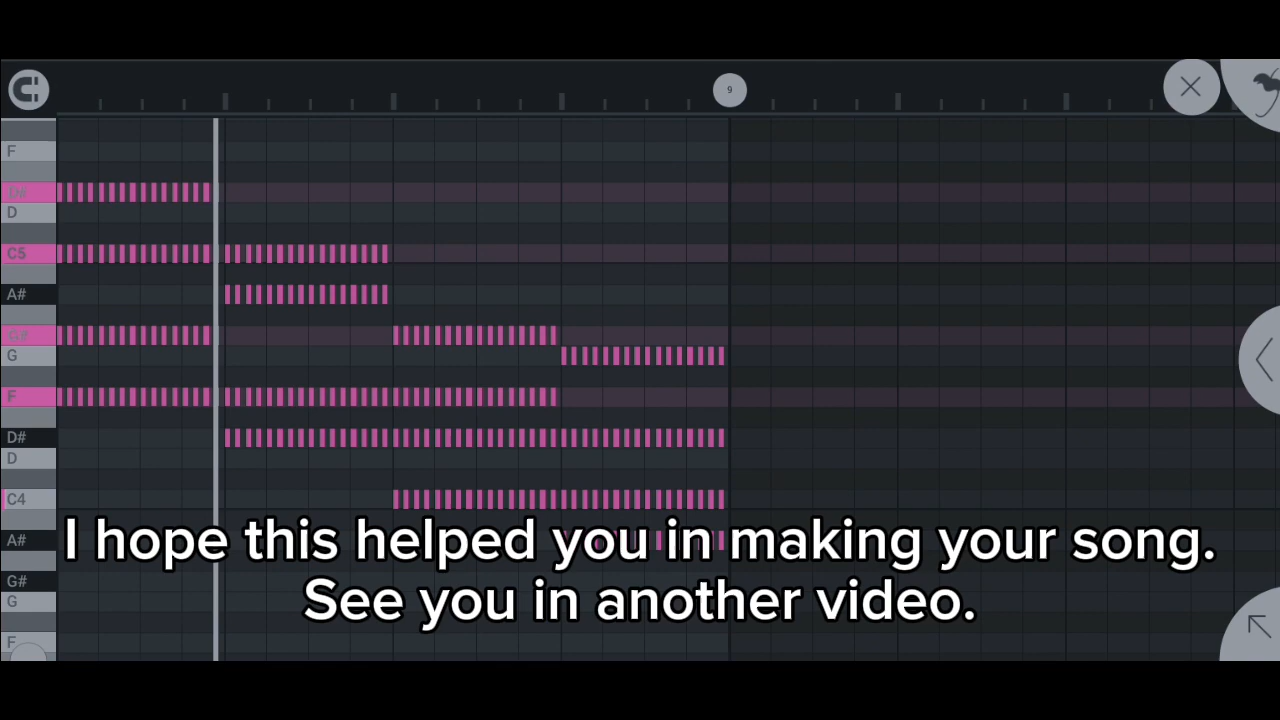 9
F
D#
D
C5
A#
G#
G
F
D#
D
C4
A#
G#
G
F
I hope this helped you in making your song.
See you in another video.